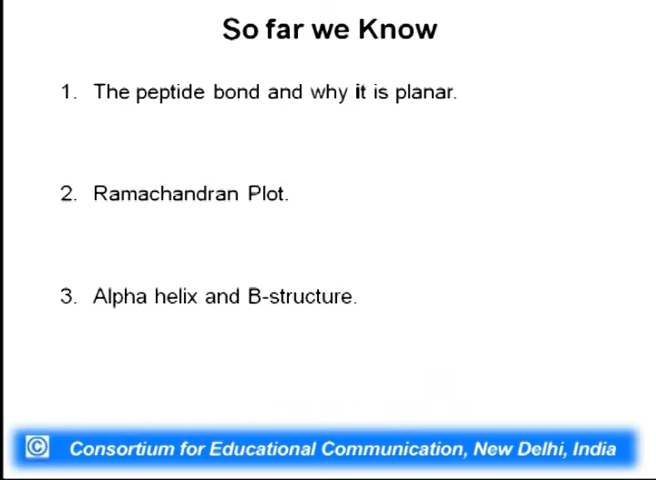 So far we Know
1. The peptide bond and why it is planar.
2. Ramachandran Plot.
3. Alpha helix and B-structure.
© Consortium for Educational Communication, New Delhi, India